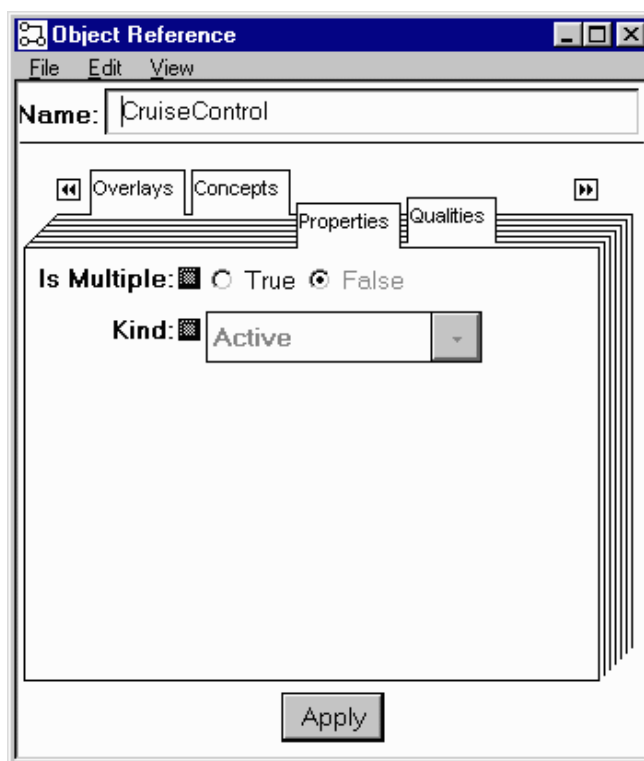 Object Reference
File Edit View
Name: CruiseControl
Overlays Concepts
Properties Qualities
Is Multiple: True False
Kind: Active
Apply